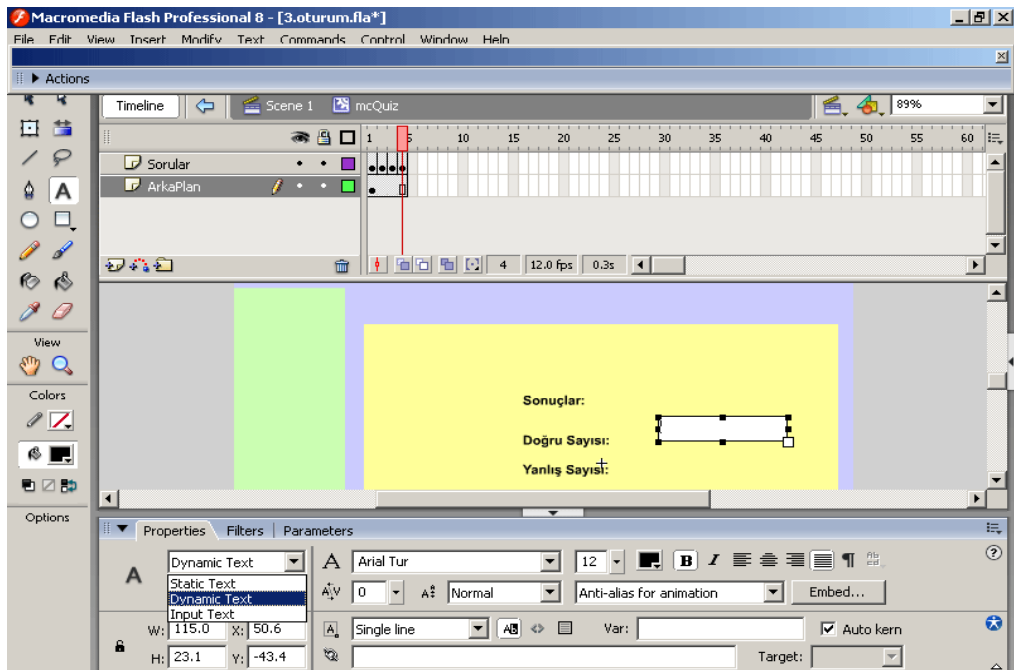 Macromedia Flash Professional 8 - [3.oturum.fla*]
File Edit View Insert Modify Text Commands Control Window Help
Actions
Timeline Scene 1 mcQuiz 89%
1 5 10 15 20 25 30 35 40 45 50 55 60
Sorular
ArkaPlan
4 12.0 fps 0.3s
View
Colors
Options
Sonuçlar:
Doğru Sayısı:
Yanlış Sayısı:
Properties Filters Parameters
A Dynamic Text A Arial Tur 12 B I
Static Text
Dynamic Text
Input Text
A V 0 A Normal Anti-alias for animation Embed...
W: 115.0 X: 50.6 A Single line AB Var: Auto kern
H: 23.1 Y: -43.4 Target: